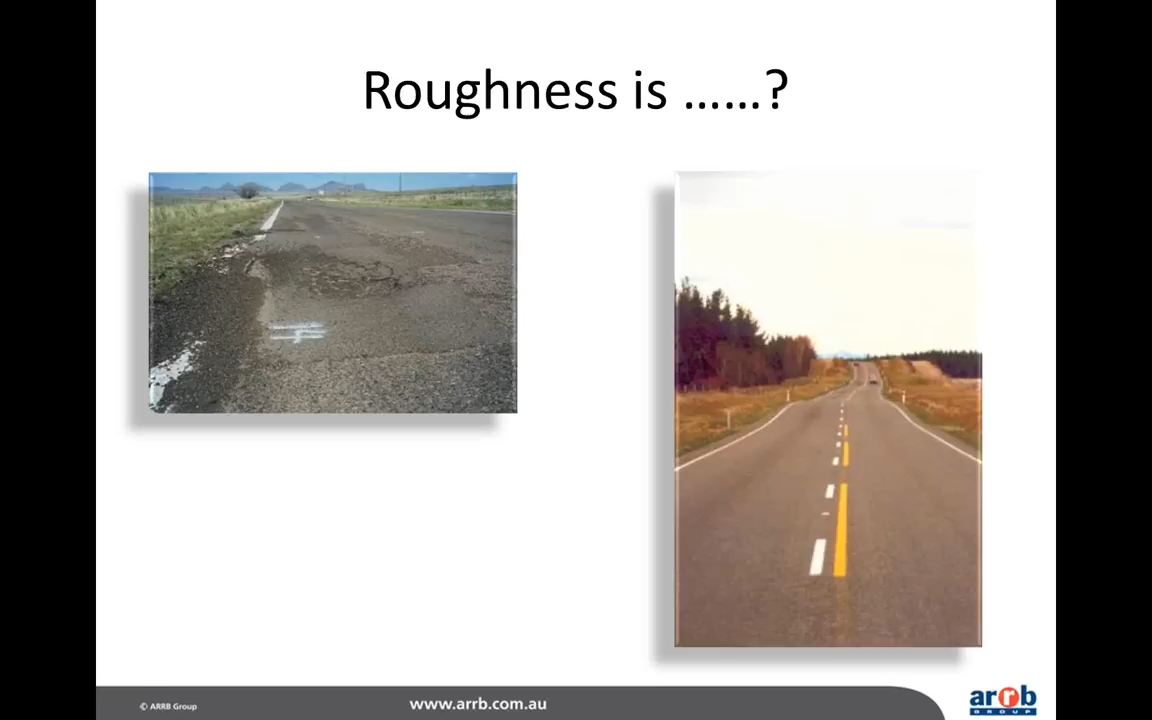 Roughness is ......?
© ARRB Group
www.arrb.com.au
arrb
GROUP